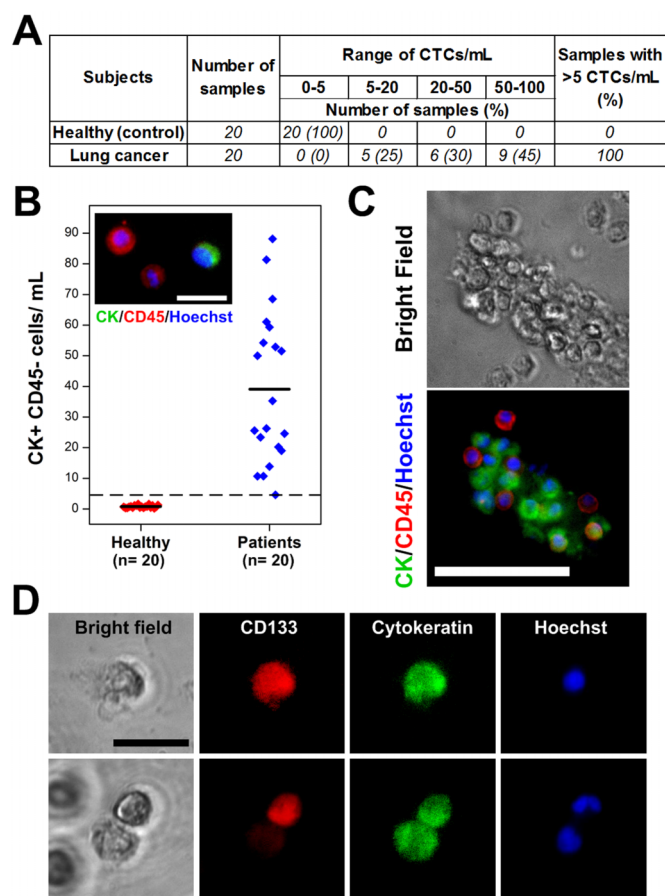 A
Subjects
Number of samples
Range of CTCs/mL
Samples with >5 CTCs/mL (%)
0-5 5-20 20-50 50-100
Number of samples (%)
Healthy (control) 20 20 (100) 0 0 0 0
Lung cancer 20 0 (0) 5 (25) 6 (30) 9 (45) 100
B
CK+ CD45- cells/ mL
90
80
70
60
50
40
30
20
10
0
CK/CD45/Hoechst
Healthy
(n= 20)
Patients
(n= 20)
C
Bright Field
CK/CD45/Hoechst
D
Bright field CD133 Cytokeratin Hoechst